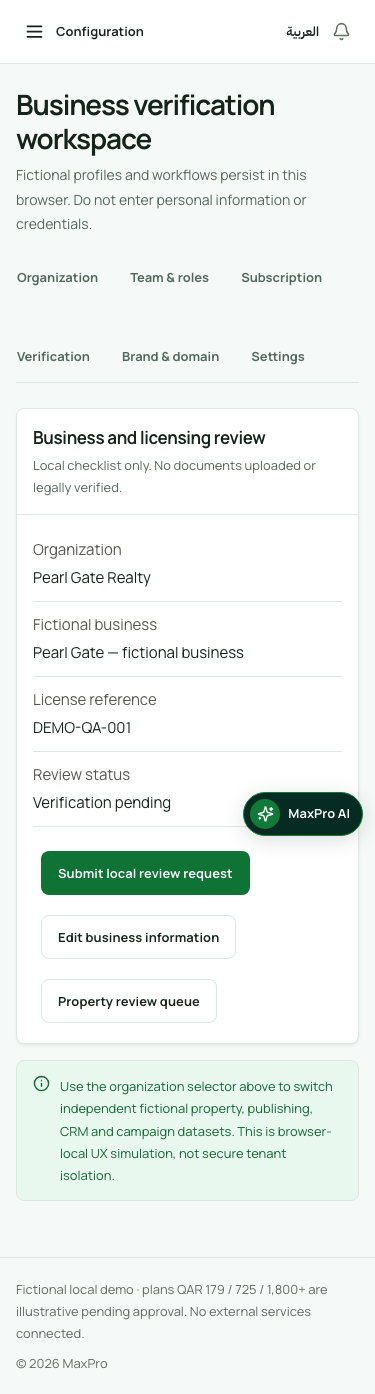 Configuration
العربية
Business verification
workspace
Fictional profiles and workflows persist in this
browser. Do not enter personal information or
credentials.
Organization
Team & roles
Subscription
Verification
Brand & domain
Settings
Business and licensing review
Local checklist only. No documents uploaded or
legally verified.
Organization
Pearl Gate Realty
Fictional business
Pearl Gate — fictional business
License reference
DEMO-QA-001
Review status
Verification pending
MaxPro AI
Submit local review request
Edit business information
Property review queue
Use the organization selector above to switch
independent fictional property, publishing,
CRM and campaign datasets. This is browser-
local UX simulation, not secure tenant
isolation.
Fictional local demo · plans QAR 179 / 725 / 1,800+ are
illustrative pending approval. No external services
connected.
© 2026 MaxPro